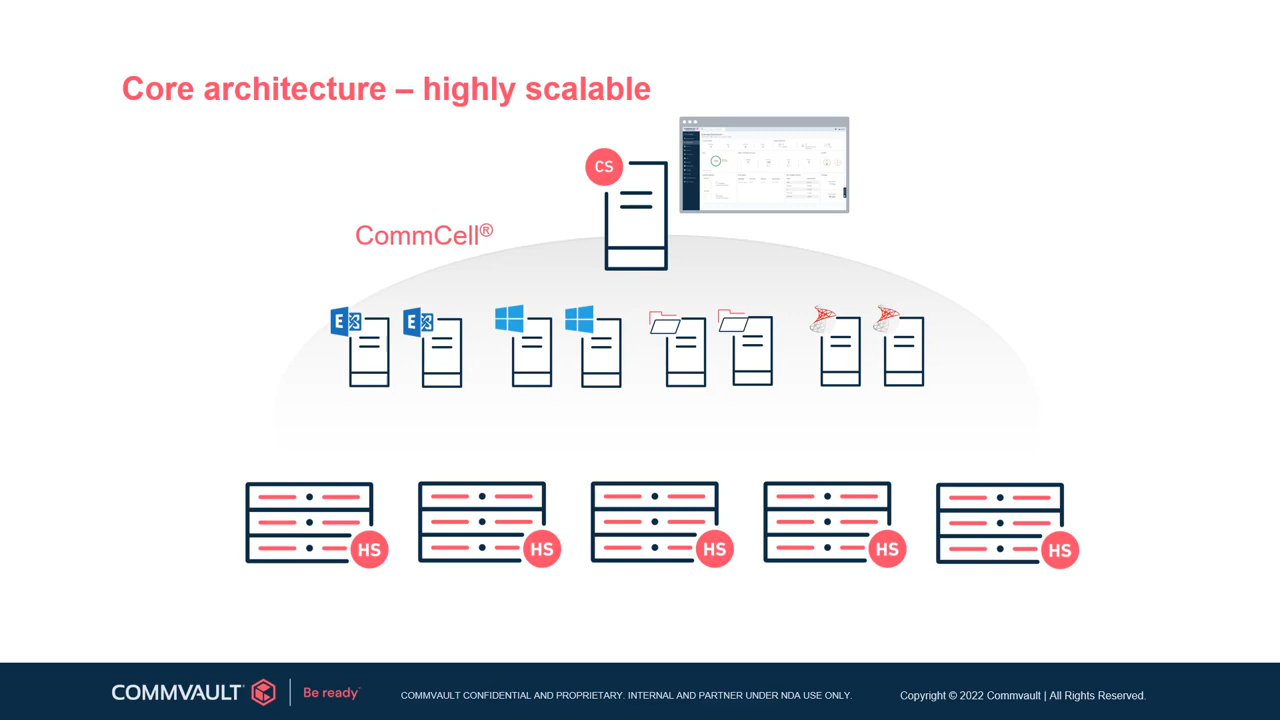 Core architecture – highly scalable
CS
CommCell®
E
E
HS
HS
HS
HS
HS
COMMVAULT
Be ready™
COMMVAULT CONFIDENTIAL AND PROPRIETARY. INTERNAL AND PARTNER UNDER NDA USE ONLY.
Copyright © 2022 Commvault | All Rights Reserved.